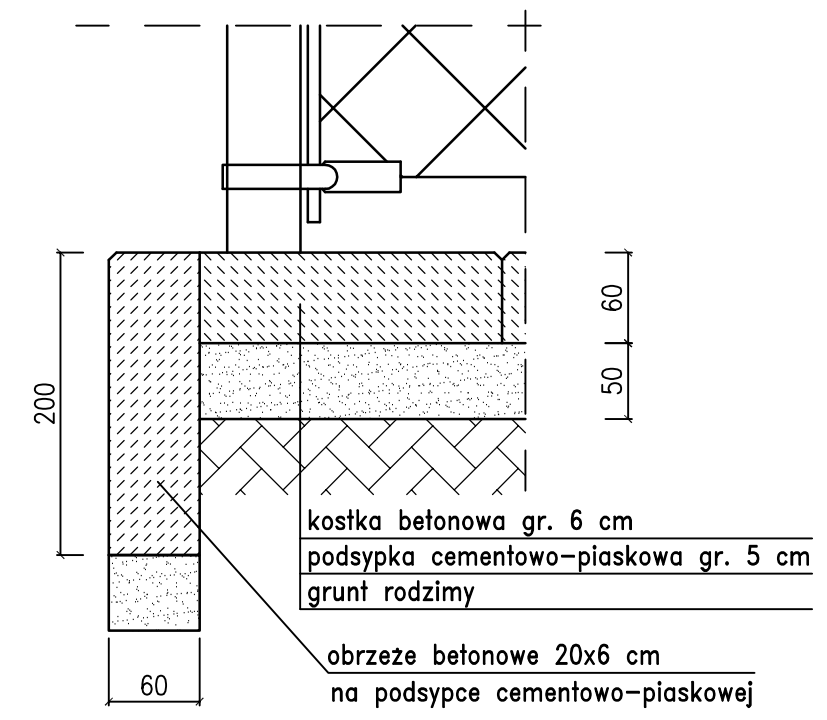 60
50
200
kostka betonowa gr. 6 cm
podsypka cementowo-piaskowa gr. 5 cm
grunt rodzimy
obrzeże betonowe 20x6 cm
na podsypce cementowo-piaskowej
60